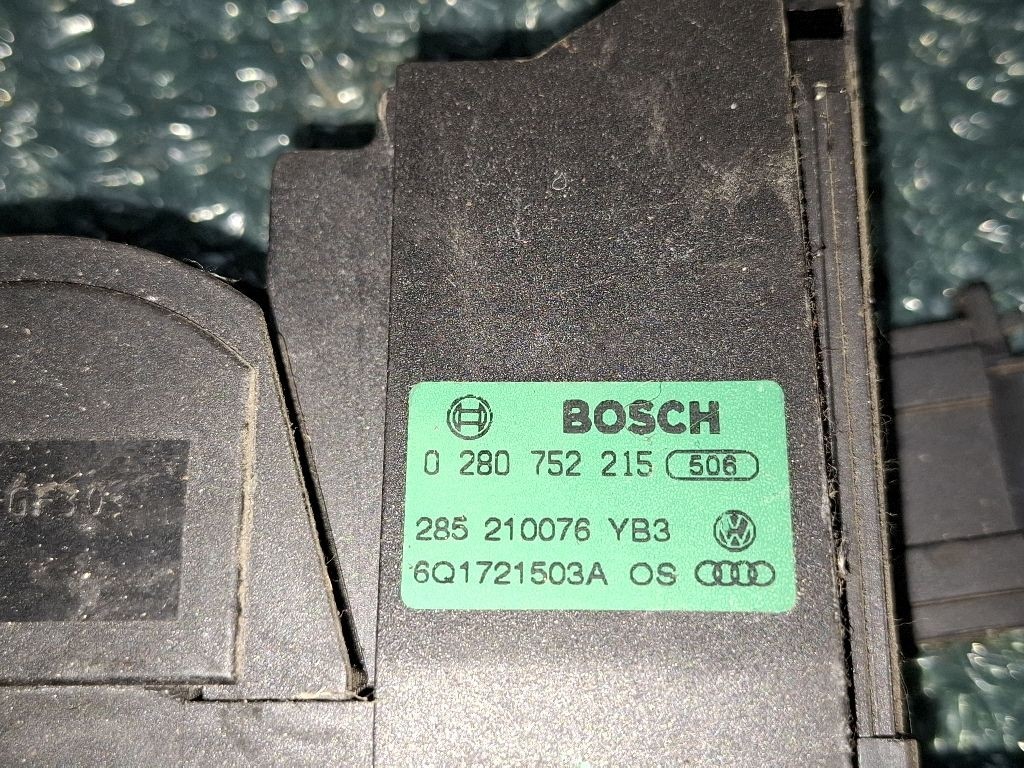 BOSCH
0 280 752 215 506
285 210076 YB3
6Q1721503A OS